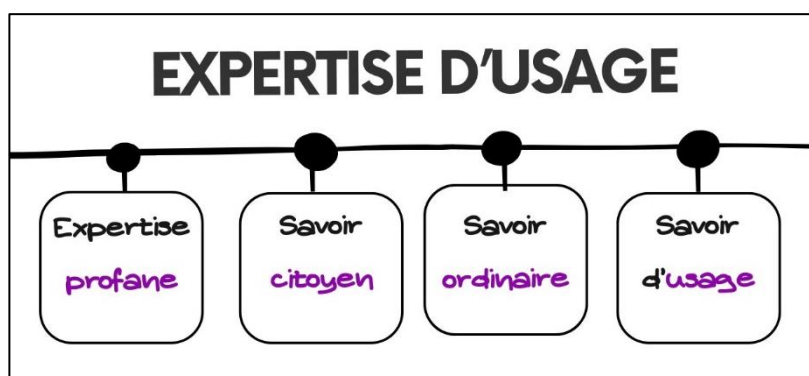 EXPERTISE D'USAGE
Expertise
profane
Savoir
citoyen
Savoir
ordinaire
Savoir
d'usage